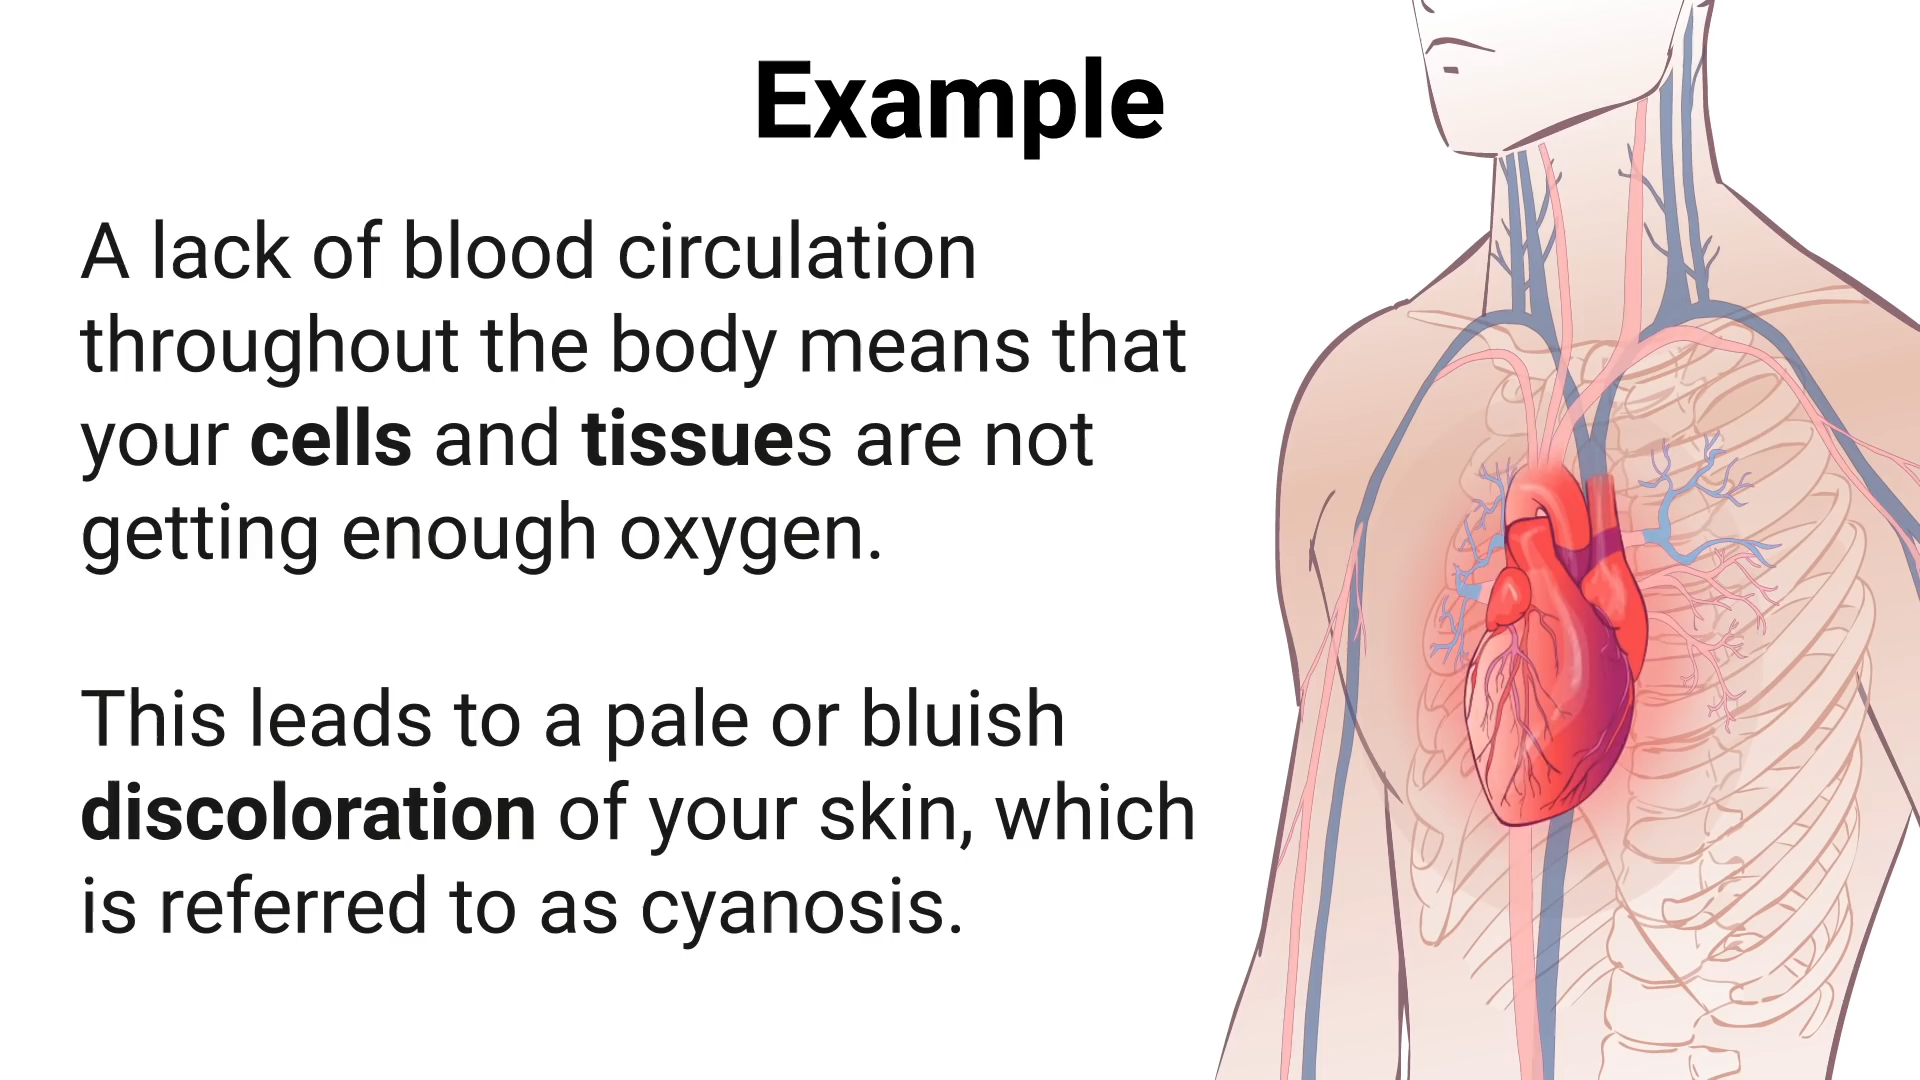 Example
A lack of blood circulation
throughout the body means that
your cells and tissues are not
getting enough oxygen.
This leads to a pale or bluish
discoloration of your skin, which
is referred to as cyanosis.